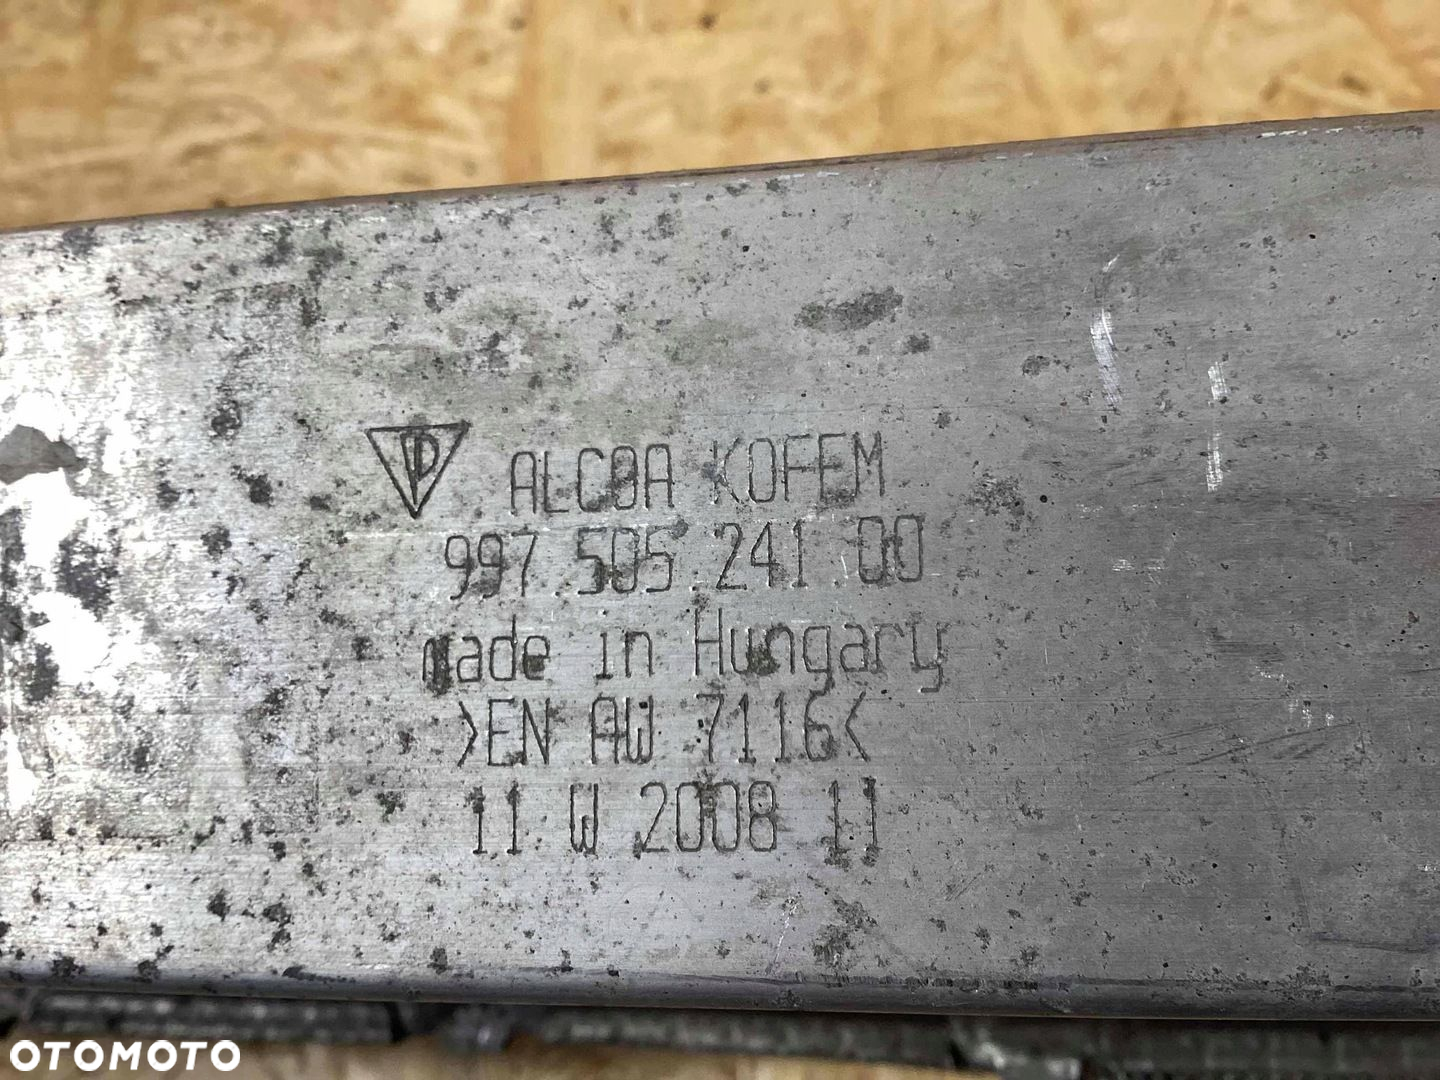 ALCOA KOFEM
997.505.241.00
made in Hungary
>EN AW 7116<
11 W 2008 11
OTOMOTO